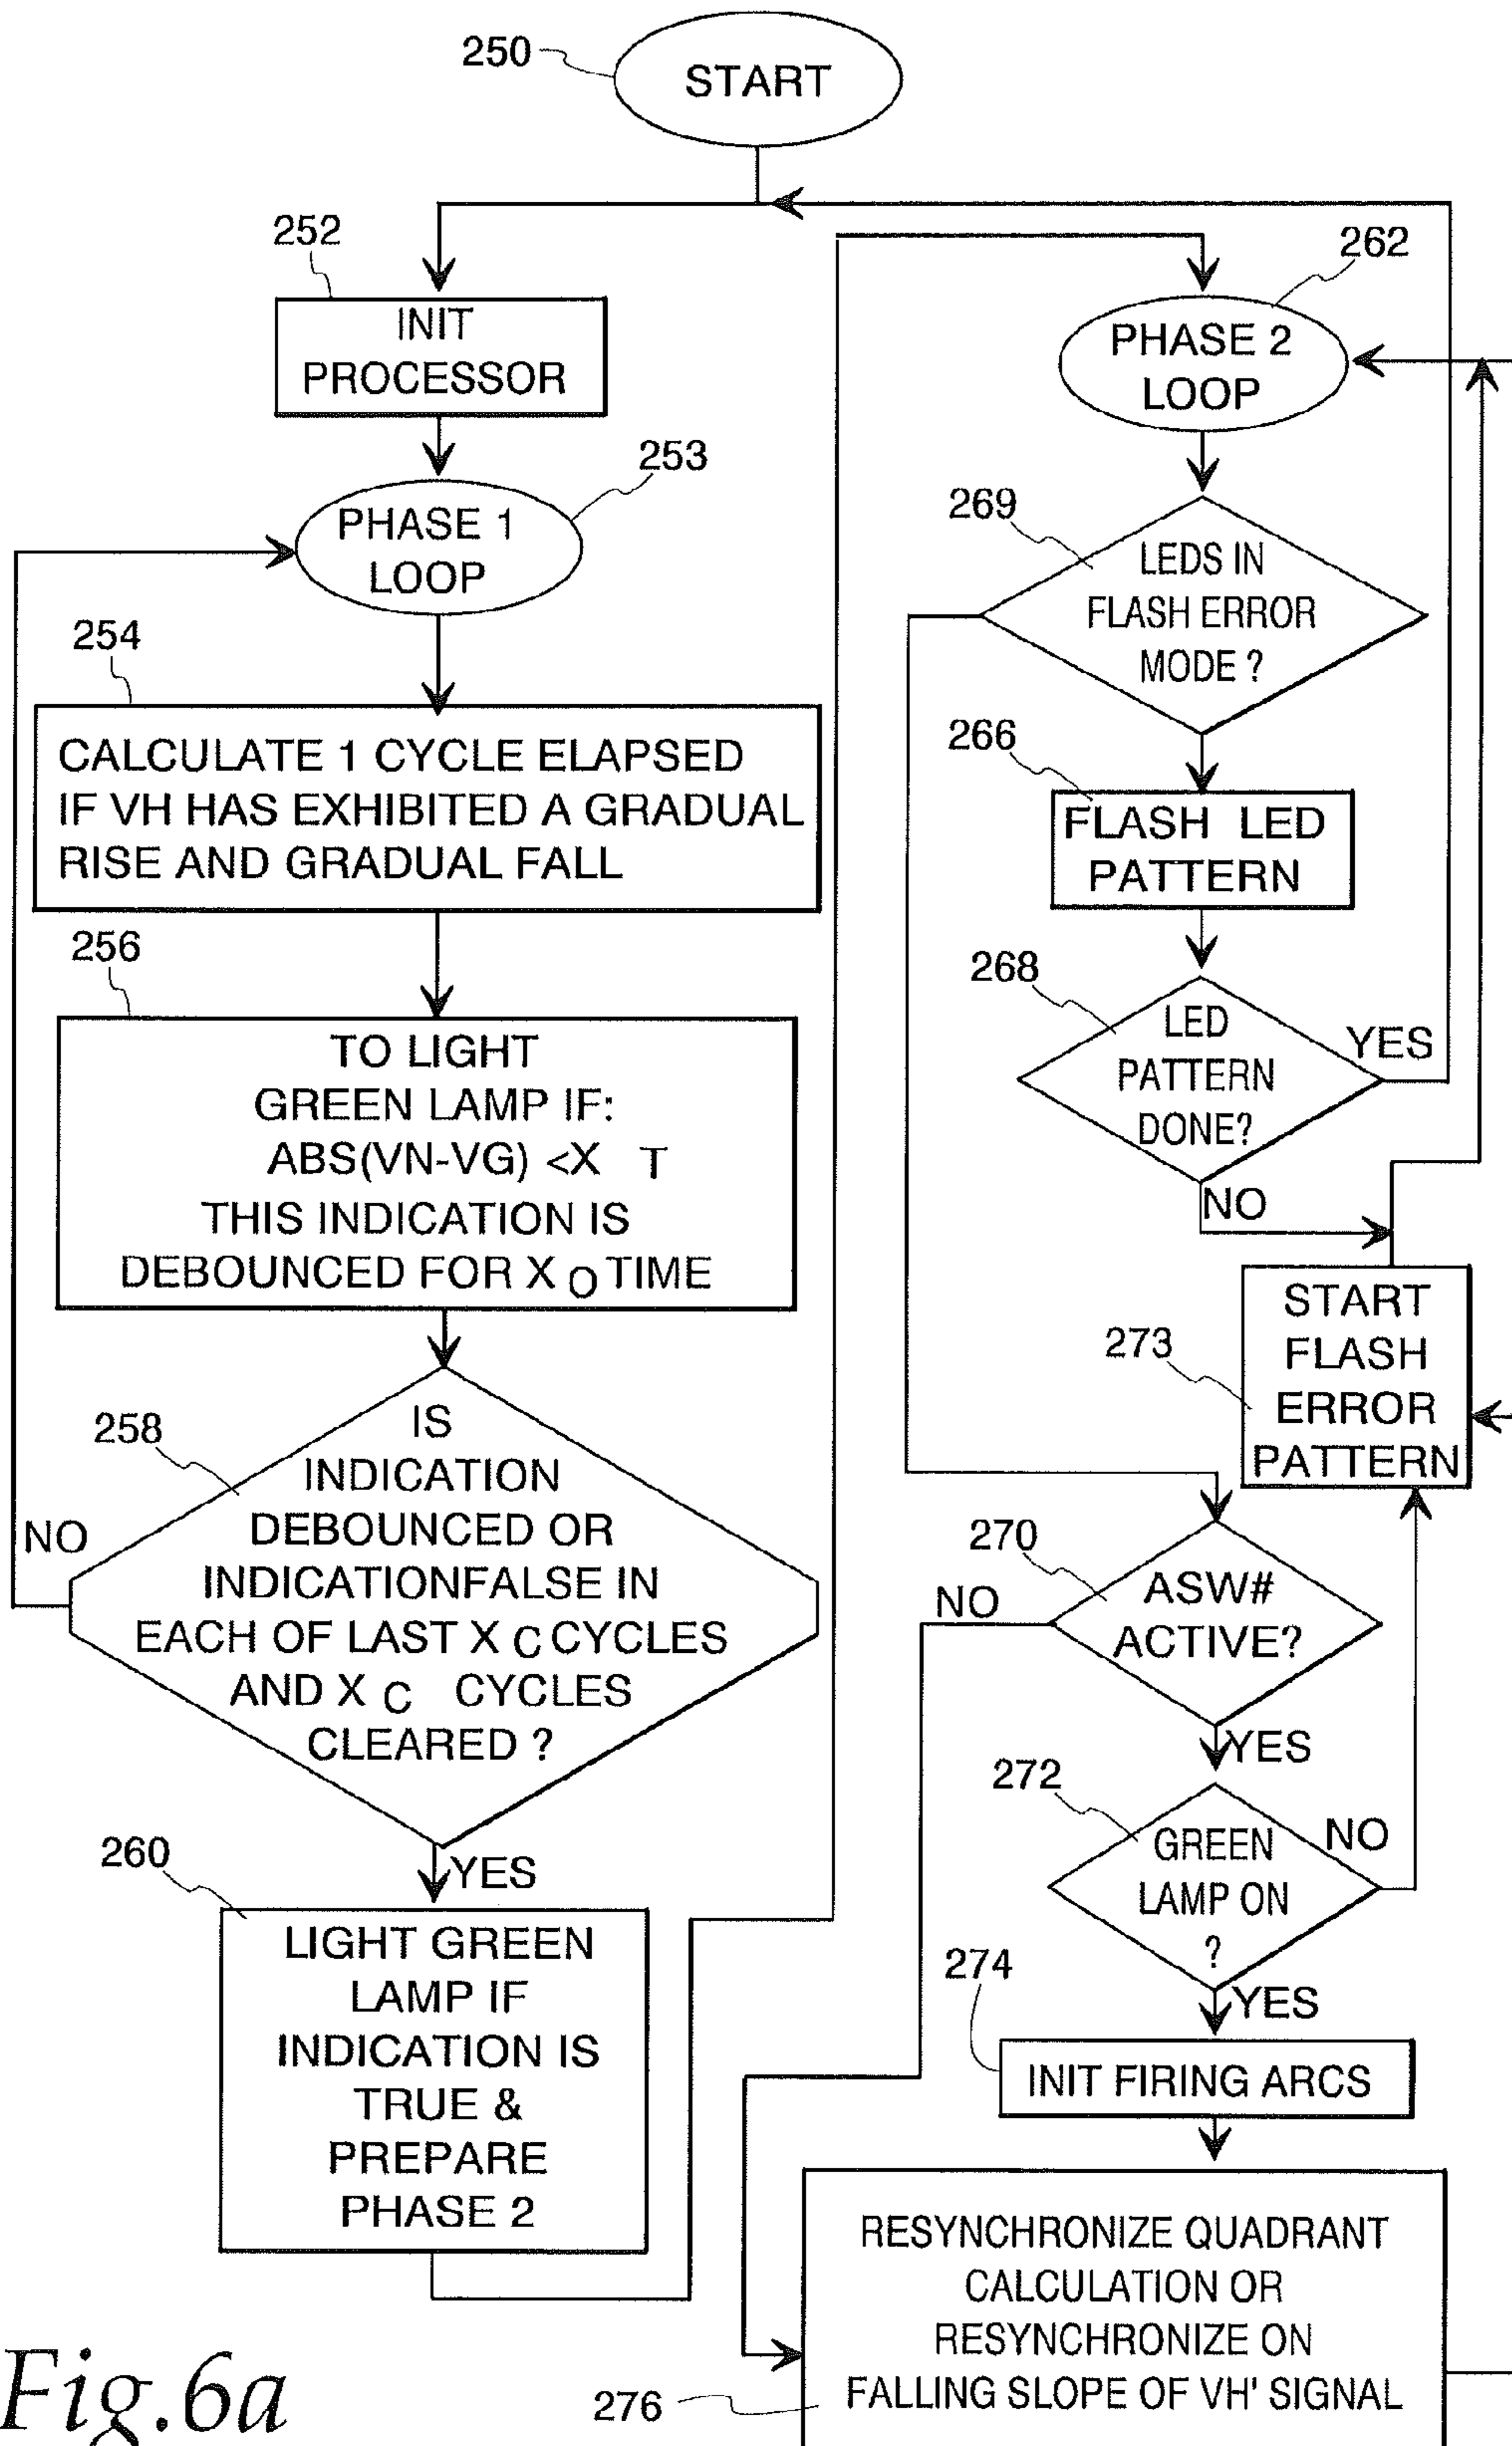 250
START
252
INIT
PROCESSOR
253
PHASE 1
LOOP
254
CALCULATE 1 CYCLE ELAPSED
IF VH HAS EXHIBITED A GRADUAL
RISE AND GRADUAL FALL
256
TO LIGHT
GREEN LAMP IF:
ABS(VN-VG) <X T
THIS INDICATION IS
DEBOUNCED FOR X O TIME
258
IS
INDICATION
DEBOUNCED OR
INDICATIONFALSE IN
EACH OF LAST X C CYCLES
AND X C CYCLES
CLEARED ?
NO
YES
260
LIGHT GREEN
LAMP IF
INDICATION IS
TRUE &
PREPARE
PHASE 2
262
PHASE 2
LOOP
269
LEDS IN
FLASH ERROR
MODE ?
266
FLASH LED
PATTERN
268
LED
PATTERN
DONE?
YES
NO
273
START
FLASH
ERROR
PATTERN
270
ASW#
ACTIVE?
NO
YES
272
GREEN
LAMP ON
?
NO
YES
274
INIT FIRING ARCS
276
RESYNCHRONIZE QUADRANT
CALCULATION OR
RESYNCHRONIZE ON
FALLING SLOPE OF VH' SIGNAL
Fig.6a